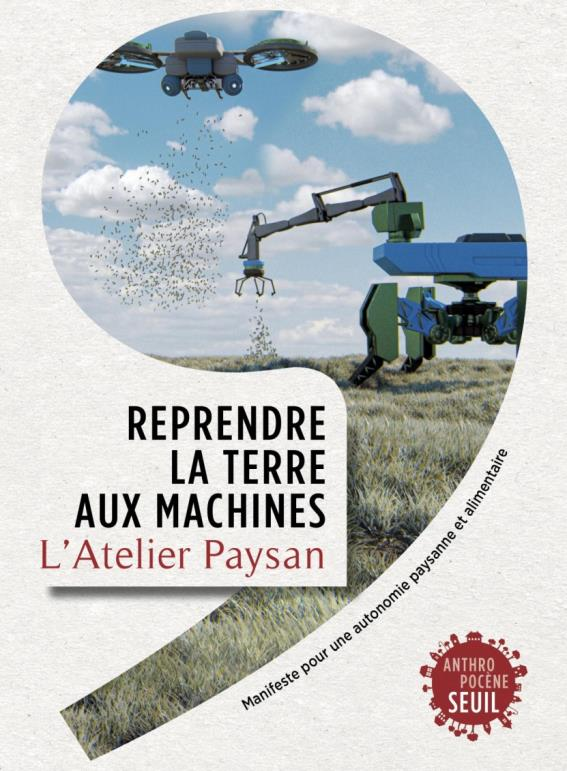 REPRENDRE
LA TERRE
AUX MACHINES
L'Atelier Paysan
Manifeste pour une autonomie paysanne et alimentaire
ANTHRO
POCÈNE
SEUIL